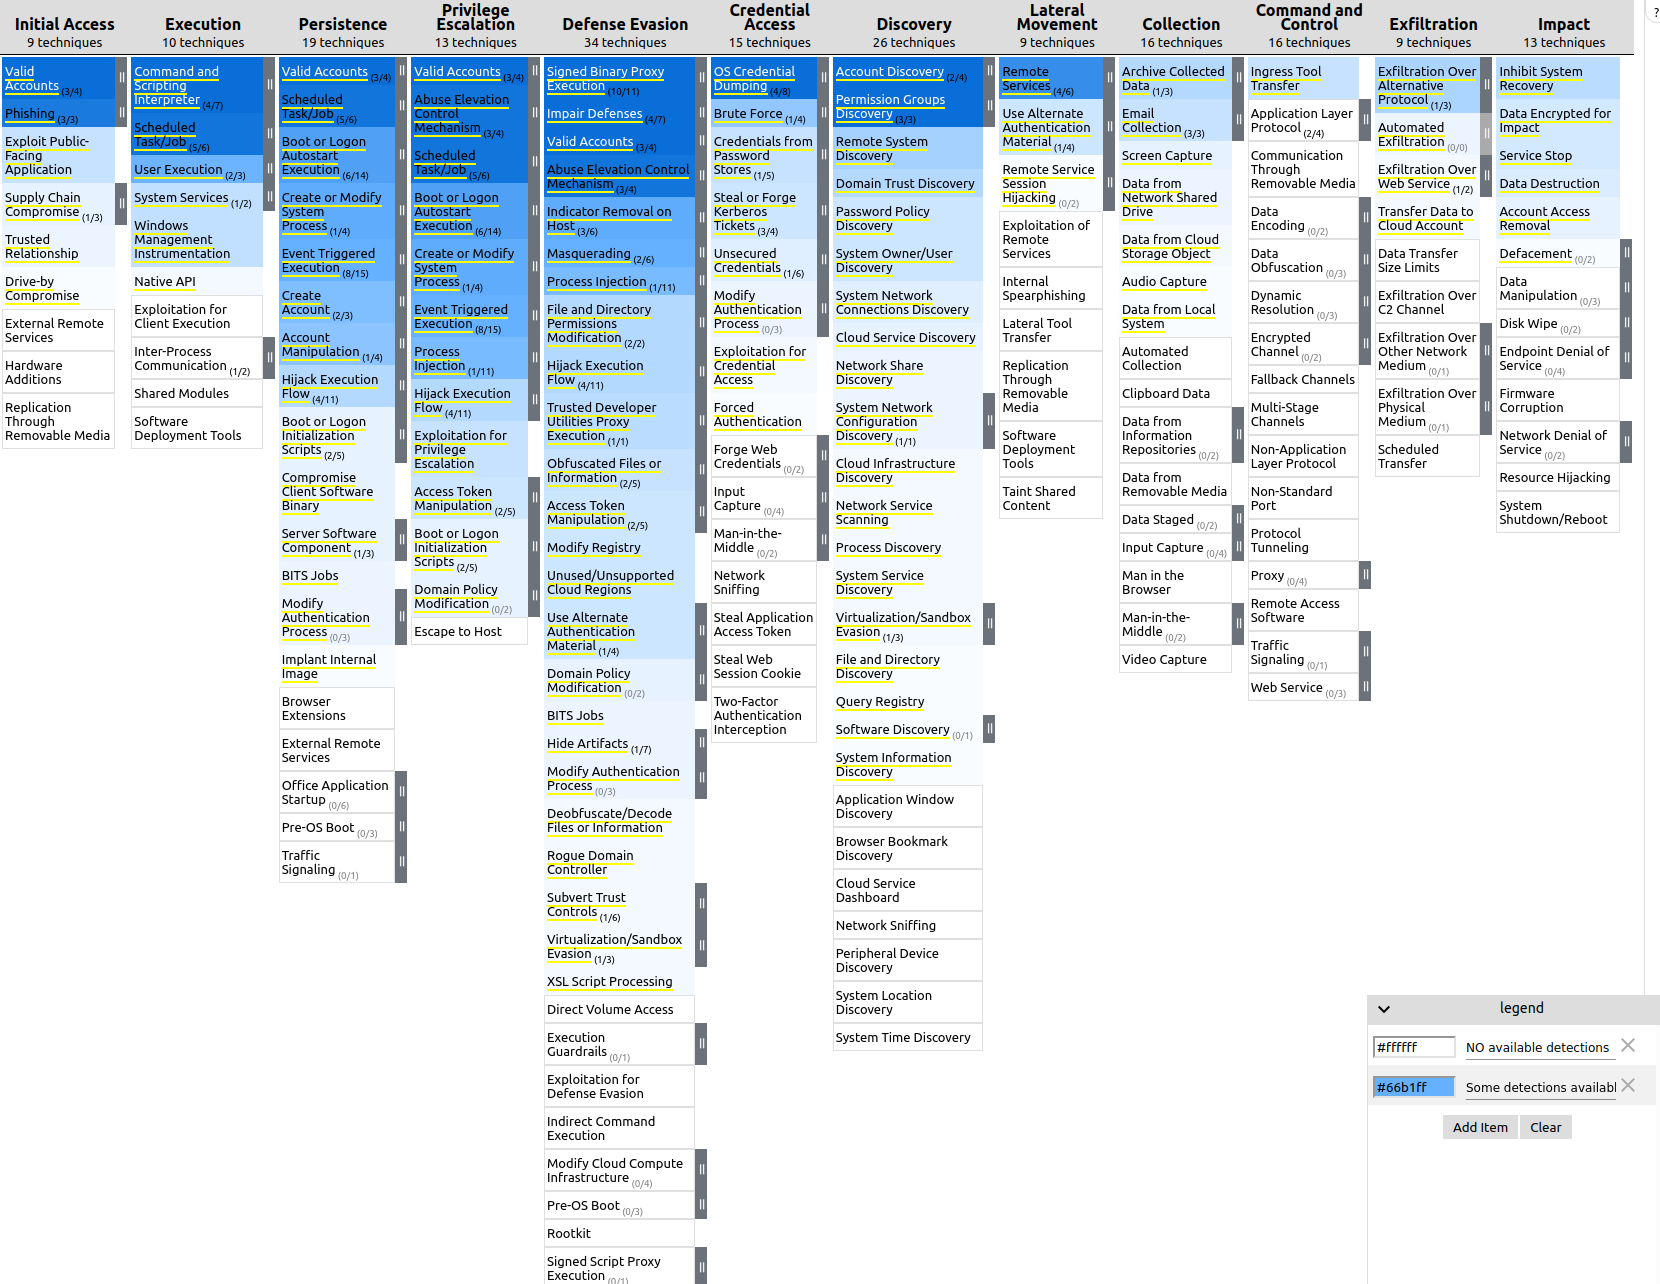 Initial Access
9 techniques
Valid
Accounts (3/4)
Phishing (3/3)
Exploit Public-
Facing
Application
Supply Chain
Compromise (1/3)
Trusted
Relationship
Drive-by
Compromise
External Remote
Services
Hardware
Additions
Replication
Through
Removable Media
Execution
10 techniques
Command and
Scripting
Interpreter (4/7)
Scheduled
Task/Job (5/6)
User Execution (2/3)
System Services (1/2)
Windows
Management
Instrumentation
Native API
Exploitation for
Client Execution
Inter-Process
Communication (1/2)
Shared Modules
Software
Deployment Tools
Persistence
19 techniques
Valid Accounts (3/4)
Scheduled
Task/Job (5/6)
Boot or Logon
Autostart
Execution (6/14)
Create or Modify
System
Process (1/4)
Event Triggered
Execution (8/15)
Create
Account (2/3)
Account
Manipulation (1/4)
Hijack Execution
Flow (4/11)
Boot or Logon
Initialization
Scripts (2/5)
Compromise
Client Software
Binary
Server Software
Component (1/3)
BITS Jobs
Modify
Authentication
Process (0/3)
Implant Internal
Image
Browser
Extensions
External Remote
Services
Office Application
Startup (0/6)
Pre-OS Boot (0/3)
Traffic
Signaling (0/1)
Privilege
Escalation
13 techniques
Valid Accounts (3/4)
Abuse Elevation
Control
Mechanism (3/4)
Scheduled
Task/Job (5/6)
Boot or Logon
Autostart
Execution (6/14)
Create or Modify
System
Process (1/4)
Event Triggered
Execution (8/15)
Process
Injection (1/11)
Hijack Execution
Flow (4/11)
Exploitation for
Privilege
Escalation
Access Token
Manipulation (2/5)
Boot or Logon
Initialization
Scripts (2/5)
Domain Policy
Modification (0/2)
Escape to Host
Defense Evasion
34 techniques
Signed Binary Proxy
Execution (10/11)
Impair Defenses (4/7)
Valid Accounts (3/4)
Abuse Elevation Control
Mechanism (3/4)
Indicator Removal on
Host (3/6)
Masquerading (2/6)
Process Injection (1/11)
File and Directory
Permissions
Modification (2/2)
Hijack Execution
Flow (4/11)
Trusted Developer
Utilities Proxy
Execution (1/1)
Obfuscated Files or
Information (2/5)
Access Token
Manipulation (2/5)
Modify Registry
Unused/Unsupported
Cloud Regions
Use Alternate
Authentication
Material (1/4)
Domain Policy
Modification (0/2)
BITS Jobs
Hide Artifacts (1/7)
Modify Authentication
Process (0/3)
Deobfuscate/Decode
Files or Information
Rogue Domain
Controller
Subvert Trust
Controls (1/6)
Virtualization/Sandbox
Evasion (1/3)
XSL Script Processing
Direct Volume Access
Execution
Guardrails (0/1)
Exploitation for
Defense Evasion
Indirect Command
Execution
Modify Cloud Compute
Infrastructure (0/4)
Pre-OS Boot (0/3)
Rootkit
Signed Script Proxy
Execution (0/1)
Credential
Access
15 techniques
OS Credential
Dumping (4/8)
Brute Force (1/4)
Credentials from
Password
Stores (1/5)
Steal or Forge
Kerberos
Tickets (3/4)
Unsecured
Credentials (1/6)
Modify
Authentication
Process (0/3)
Exploitation for
Credential
Access
Forced
Authentication
Forge Web
Credentials (0/2)
Input
Capture (0/4)
Man-in-the-
Middle (0/2)
Network
Sniffing
Steal Application
Access Token
Steal Web
Session Cookie
Two-Factor
Authentication
Interception
Discovery
26 techniques
Account Discovery (2/4)
Permission Groups
Discovery (3/3)
Remote System
Discovery
Domain Trust Discovery
Password Policy
Discovery
System Owner/User
Discovery
System Network
Connections Discovery
Cloud Service Discovery
Network Share
Discovery
System Network
Configuration
Discovery (1/1)
Cloud Infrastructure
Discovery
Network Service
Scanning
Process Discovery
System Service
Discovery
Virtualization/Sandbox
Evasion (1/3)
File and Directory
Discovery
Query Registry
Software Discovery (0/1)
System Information
Discovery
Application Window
Discovery
Browser Bookmark
Discovery
Cloud Service
Dashboard
Network Sniffing
Peripheral Device
Discovery
System Location
Discovery
System Time Discovery
Lateral
Movement
9 techniques
Remote
Services (4/6)
Use Alternate
Authentication
Material (1/4)
Remote Service
Session
Hijacking (0/2)
Exploitation of
Remote
Services
Internal
Spearphishing
Lateral Tool
Transfer
Replication
Through
Removable
Media
Software
Deployment
Tools
Taint Shared
Content
Collection
16 techniques
Archive Collected
Data (1/3)
Email
Collection (3/3)
Screen Capture
Data from
Network Shared
Drive
Data from Cloud
Storage Object
Audio Capture
Data from Local
System
Automated
Collection
Clipboard Data
Data from
Information
Repositories (0/2)
Data from
Removable Media
Data Staged (0/2)
Input Capture (0/4)
Man in the
Browser
Man-in-the-
Middle (0/2)
Video Capture
Command and
Control
16 techniques
Ingress Tool
Transfer
Application Layer
Protocol (2/4)
Communication
Through
Removable Media
Data
Encoding (0/2)
Data
Obfuscation (0/3)
Dynamic
Resolution (0/3)
Encrypted
Channel (0/2)
Fallback Channels
Multi-Stage
Channels
Non-Application
Layer Protocol
Non-Standard
Port
Protocol
Tunneling
Proxy (0/4)
Remote Access
Software
Traffic
Signaling (0/1)
Web Service (0/3)
Exfiltration
9 techniques
Exfiltration Over
Alternative
Protocol (1/3)
Automated
Exfiltration (0/0)
Exfiltration Over
Web Service (1/2)
Transfer Data to
Cloud Account
Data Transfer
Size Limits
Exfiltration Over
C2 Channel
Exfiltration Over
Other Network
Medium (0/1)
Exfiltration Over
Physical
Medium (0/1)
Scheduled
Transfer
Impact
13 techniques
Inhibit System
Recovery
Data Encrypted for
Impact
Service Stop
Data Destruction
Account Access
Removal
Defacement (0/2)
Data
Manipulation (0/3)
Disk Wipe (0/2)
Endpoint Denial of
Service (0/4)
Firmware
Corruption
Network Denial of
Service (0/2)
Resource Hijacking
System
Shutdown/Reboot
?
legend
#ffffff NO available detections
#66b1ff Some detections availabl
Add Item Clear